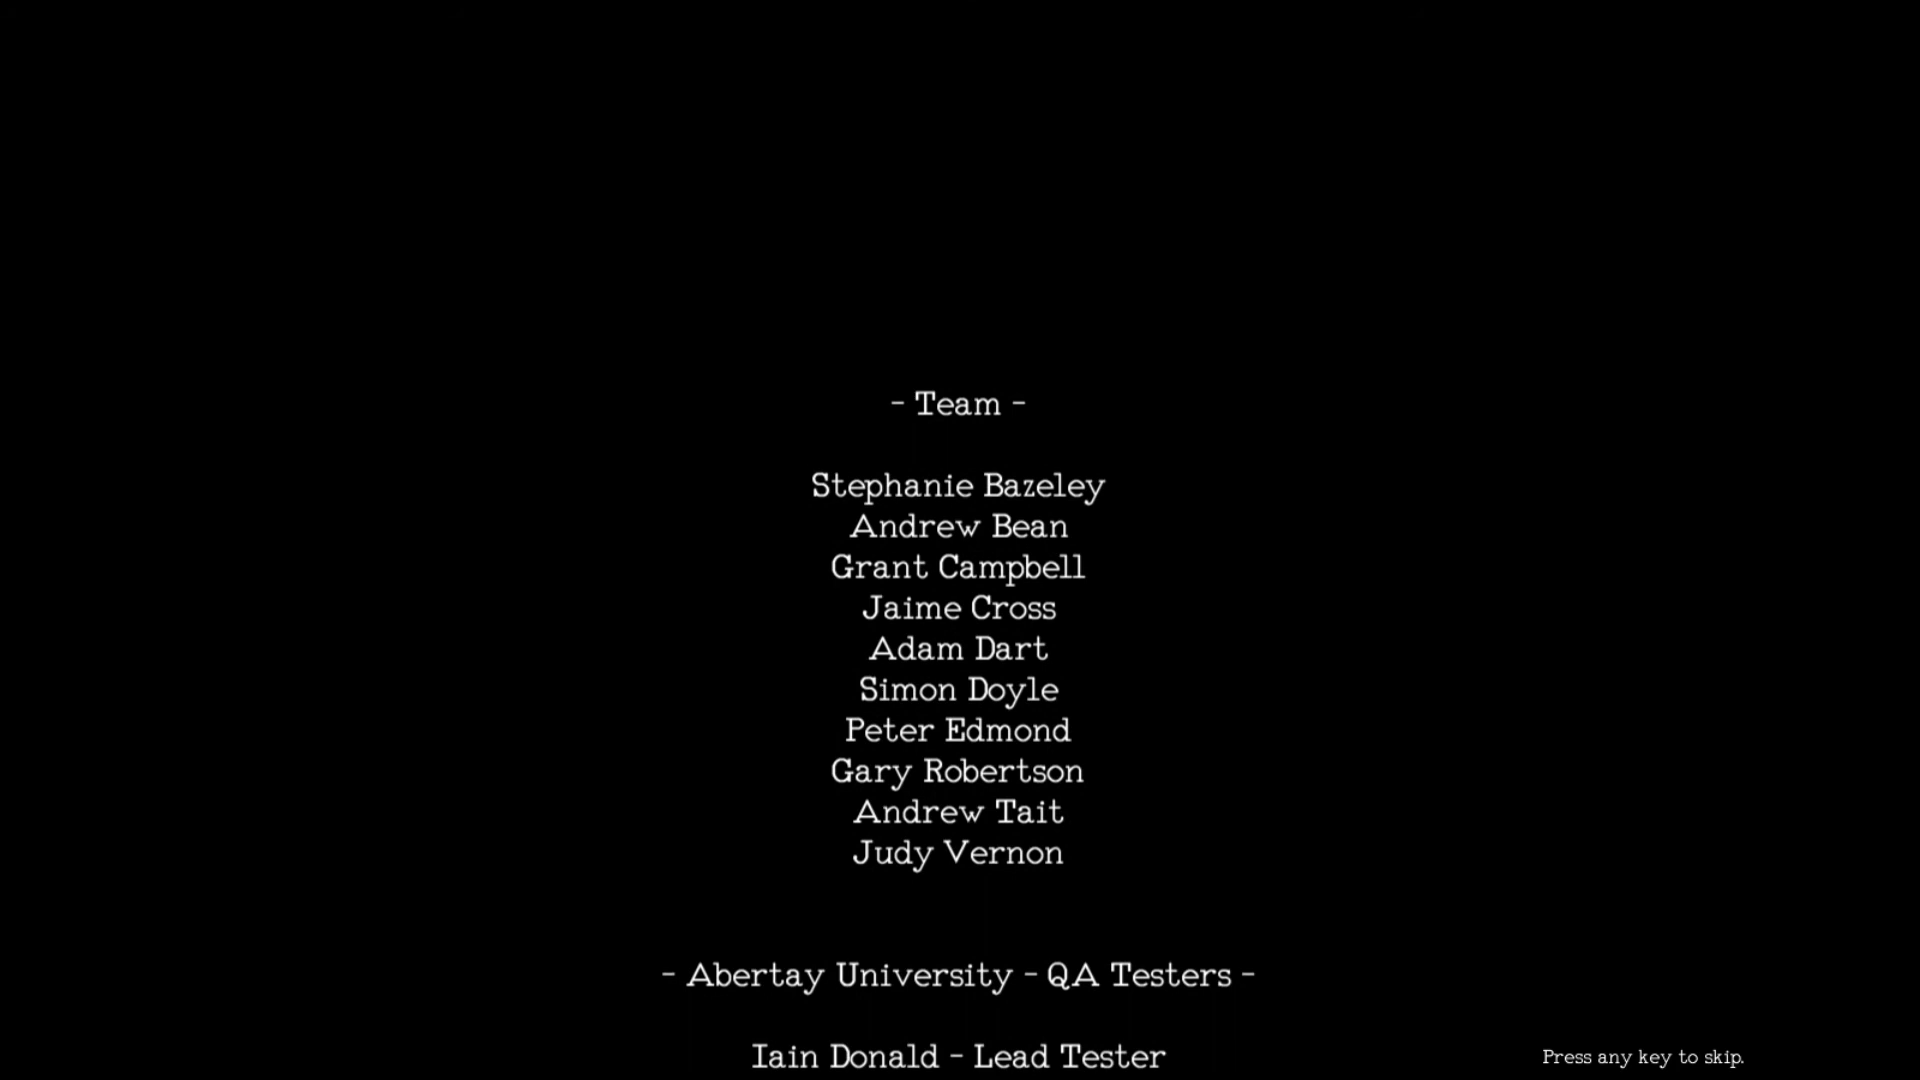 - Team -
Stephanie Bazeley
Andrew Bean
Grant Campbell
Jaime Cross
Adam Dart
Simon Doyle
Peter Edmond
Gary Robertson
Andrew Tait
Judy Vernon
- Abertay University - QA Testers -
Iain Donald - Lead Tester
Press any key to skip.